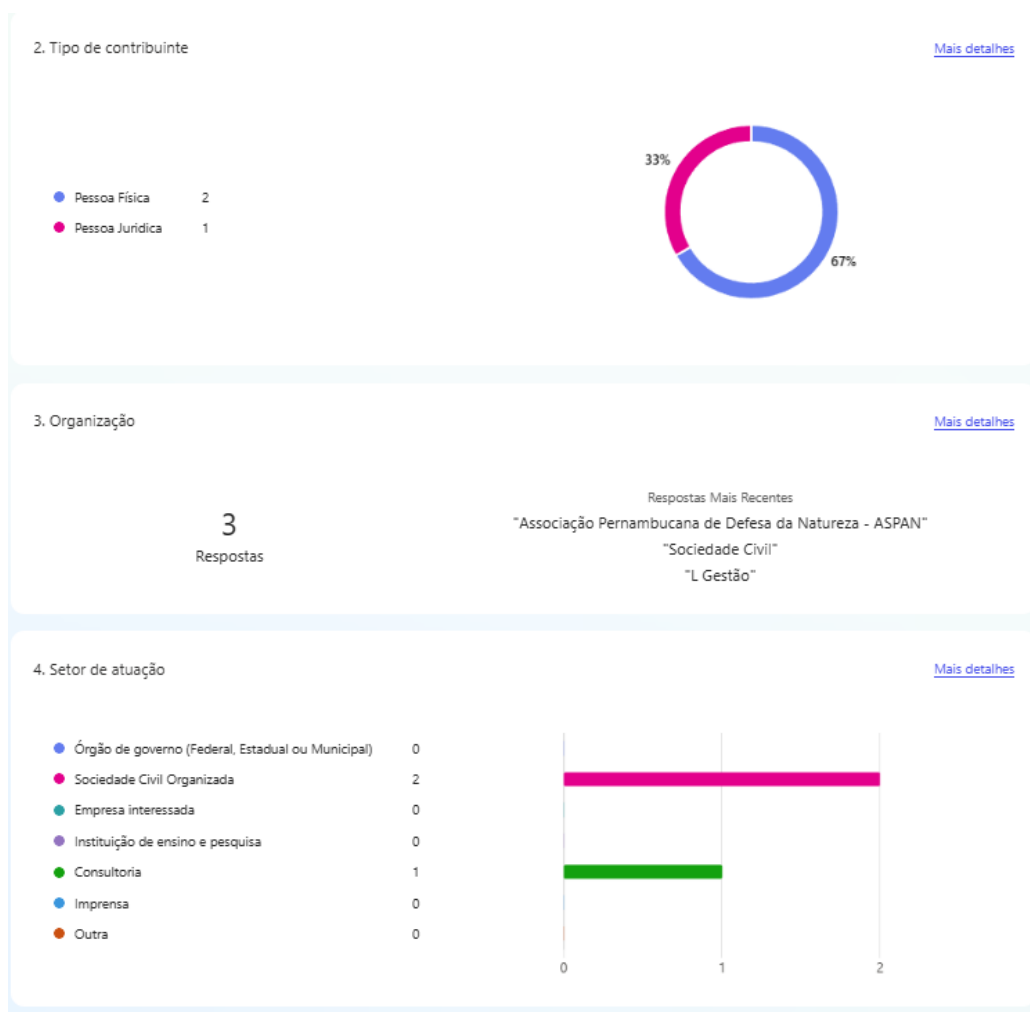 2. Tipo de contribuinte
Mais detalhes
33%
Pessoa Física 2
Pessoa Jurídica 1
67%
3. Organização
Mais detalhes
3
Respostas
Respostas Mais Recentes
"Associação Pernambucana de Defesa da Natureza - ASPAN"
"Sociedade Civil"
"L Gestão"
4. Setor de atuação
Mais detalhes
Órgão de governo (Federal, Estadual ou Municipal) 0
Sociedade Civil Organizada 2
Empresa interessada 0
Instituição de ensino e pesquisa 0
Consultoria 1
Imprensa 0
Outra 0
0 1 2